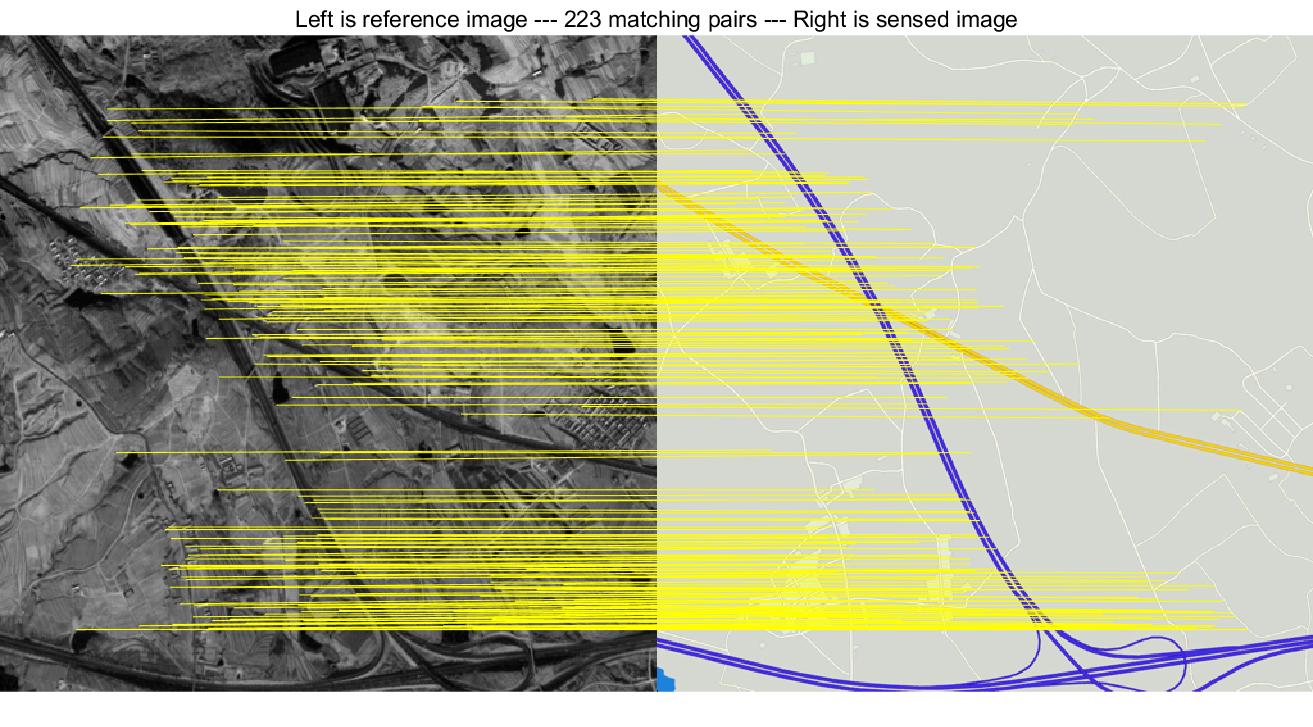 Left is reference image --- 223 matching pairs --- Right is sensed image